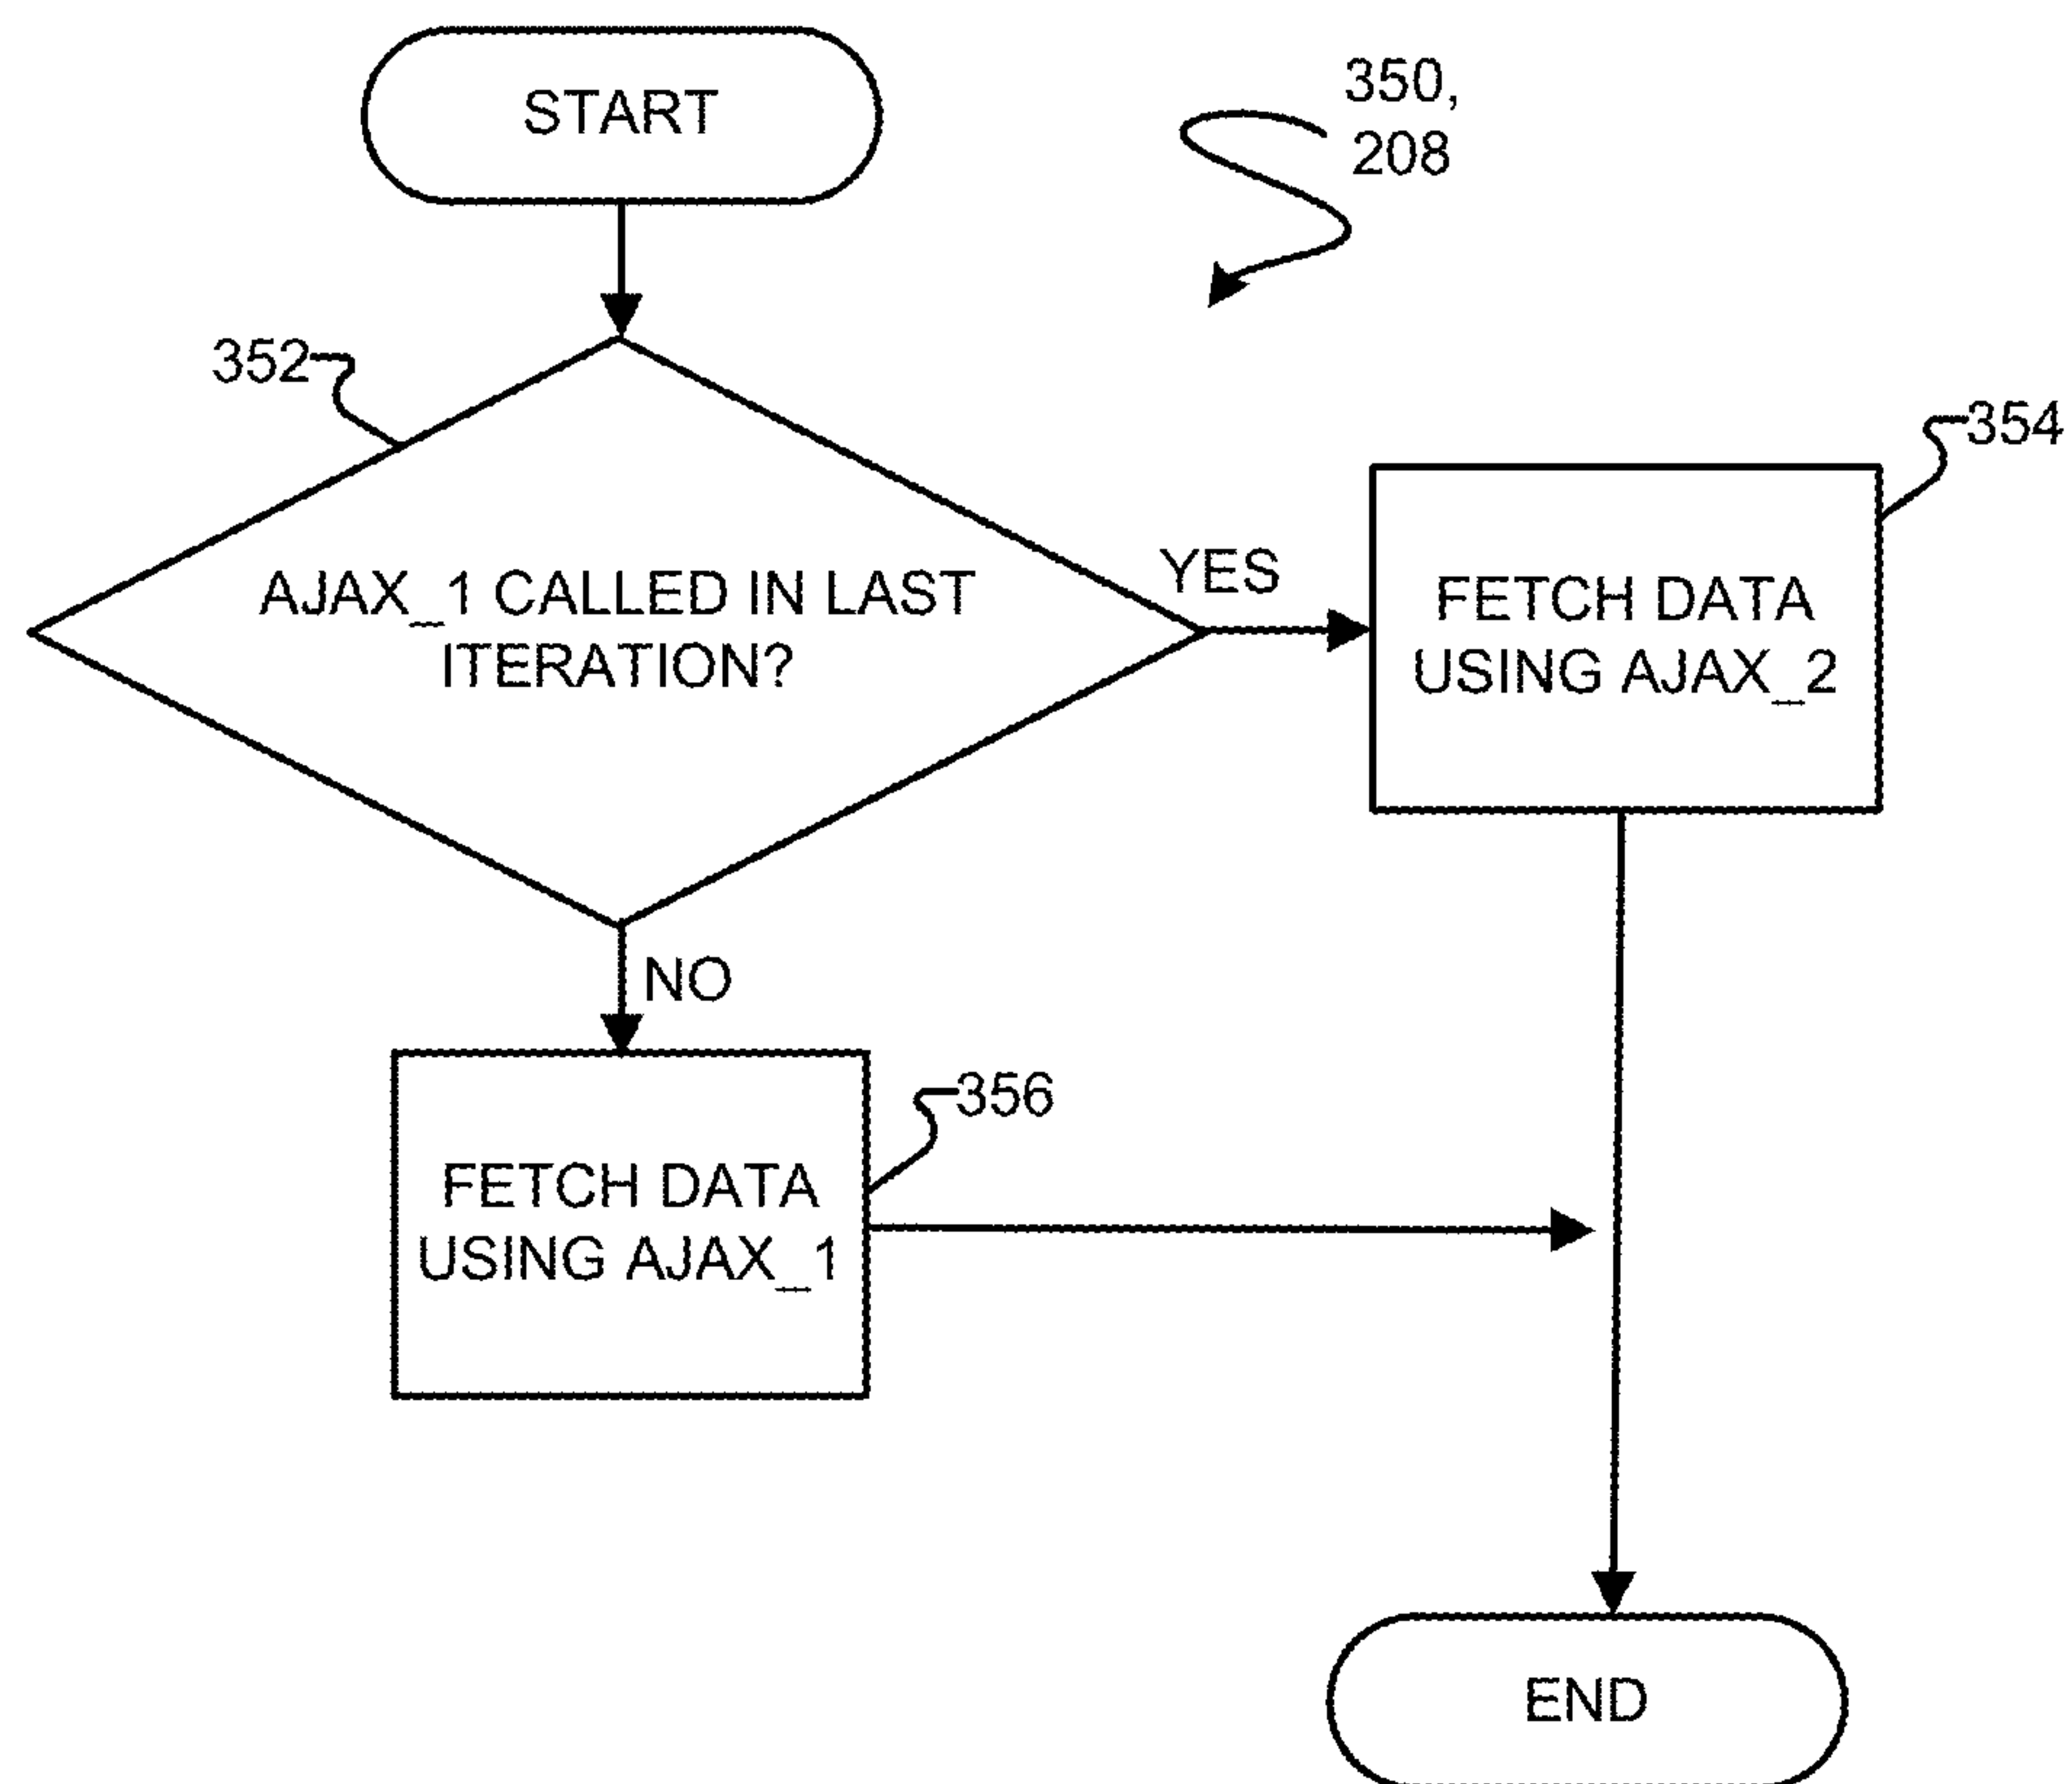 START
350,
208
352
354
AJAX_1 CALLED IN LAST
ITERATION?
YES
FETCH DATA
USING AJAX_2
NO
356
FETCH DATA
USING AJAX_1
END